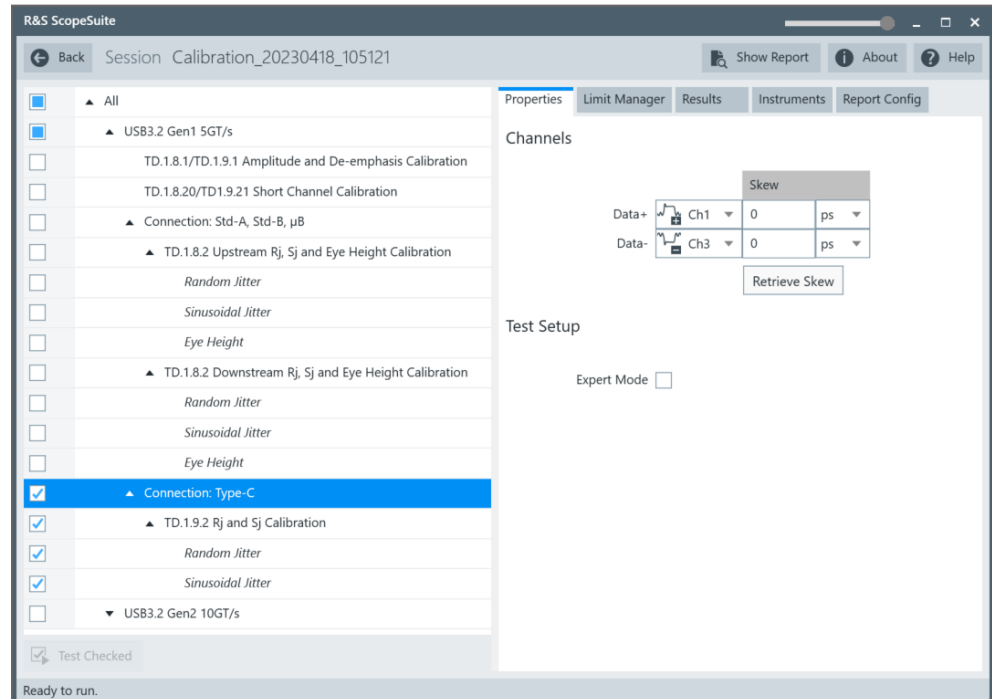 R&S ScopeSuite
Back Session Calibration_20230418_105121 Show Report About Help
All
USB3.2 Gen1 5GT/s
TD.1.8.1/TD.1.9.1 Amplitude and De-emphasis Calibration
TD.1.8.20/TD1.9.21 Short Channel Calibration
Connection: Std-A, Std-B, µB
TD.1.8.2 Upstream Rj, Sj and Eye Height Calibration
Random Jitter
Sinusoidal Jitter
Eye Height
TD.1.8.2 Downstream Rj, Sj and Eye Height Calibration
Random Jitter
Sinusoidal Jitter
Eye Height
Connection: Type-C
TD.1.9.2 Rj and Sj Calibration
Random Jitter
Sinusoidal Jitter
USB3.2 Gen2 10GT/s
Test Checked
Properties Limit Manager Results Instruments Report Config
Channels
Skew
Data+ Ch1 0 ps
Data- Ch3 0 ps
Retrieve Skew
Test Setup
Expert Mode
Ready to run.